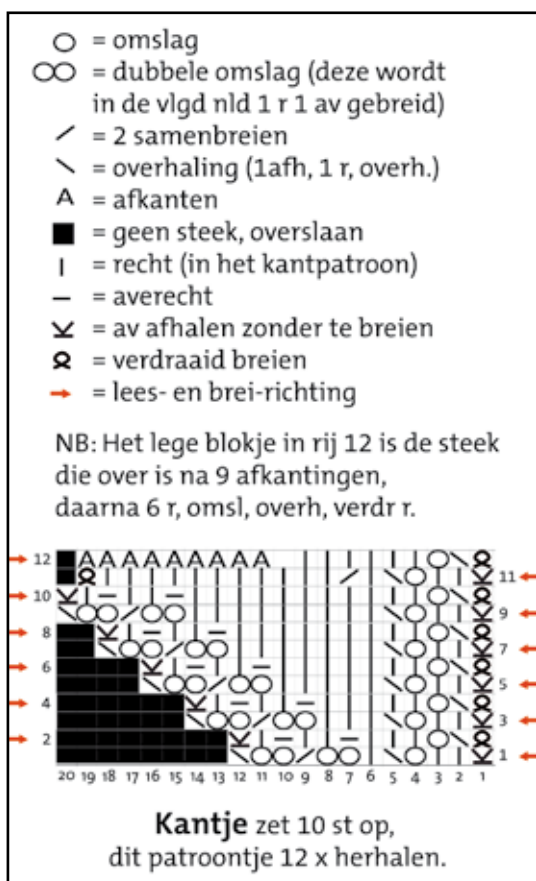 O = omslag
OO = dubbele omslag (deze wordt
in de vlgd nld 1 r 1 av gebreid)
/ = 2 samenbreien
\ = overhaling (1afh, 1 r, overh.)
A = afkanten
■ = geen steek, overslaan
| = recht (in het kantpatroon)
– = averecht
= av afhalen zonder te breien
= verdraaid breien
→ = lees- en brei-richting
NB: Het lege blokje in rij 12 is de steek
die over is na 9 afkantingen,
daarna 6 r, omsl, overh, verdr r.
12 A A A A A A A A A A
11
10
9
8
7
6
5
4
3
2
1
20 19 18 17 16 15 14 13 12 11 10 9 8 7 6 5 4 3 2 1
Kantje zet 10 st op,
dit patroontje 12 x herhalen.